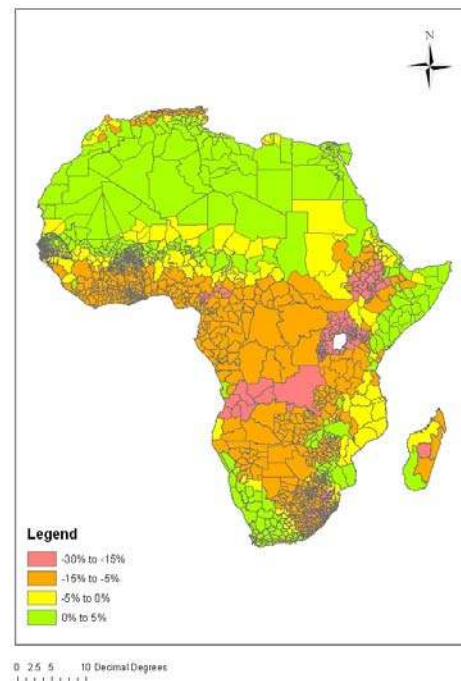 N
Legend
-30% to -15%
-15% to -5%
-5% to 0%
0% to 5%
0 2.5 5 10 Decimal Degrees